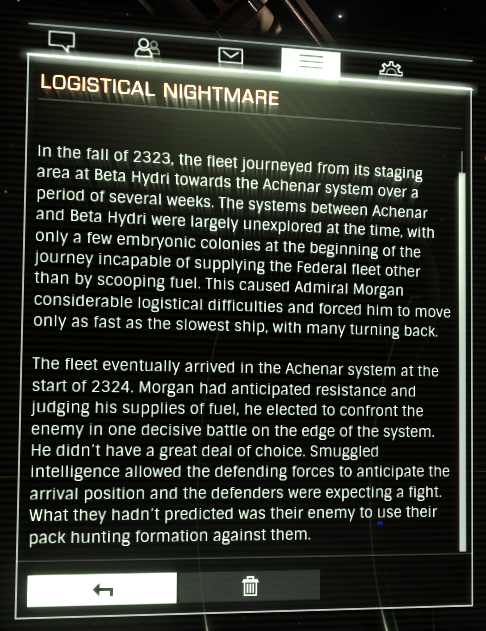 LOGISTICAL NIGHTMARE
In the fall of 2323, the fleet journeyed from its staging
area at Beta Hydri towards the Achenar system over a
period of several weeks. The systems between Achenar
and Beta Hydri were largely unexplored at the time, with
only a few embryonic colonies at the beginning of the
journey incapable of supplying the Federal fleet other
than by scooping fuel. This caused Admiral Morgan
considerable logistical difficulties and forced him to move
only as fast as the slowest ship, with many turning back.
The fleet eventually arrived in the Achenar system at the
start of 2324. Morgan had anticipated resistance and
judging his supplies of fuel, he elected to confront the
enemy in one decisive battle on the edge of the system.
He didn't have a great deal of choice. Smuggled
intelligence allowed the defending forces to anticipate the
arrival position and the defenders were expecting a fight.
What they hadn't predicted was their enemy to use their
pack hunting formation against them.